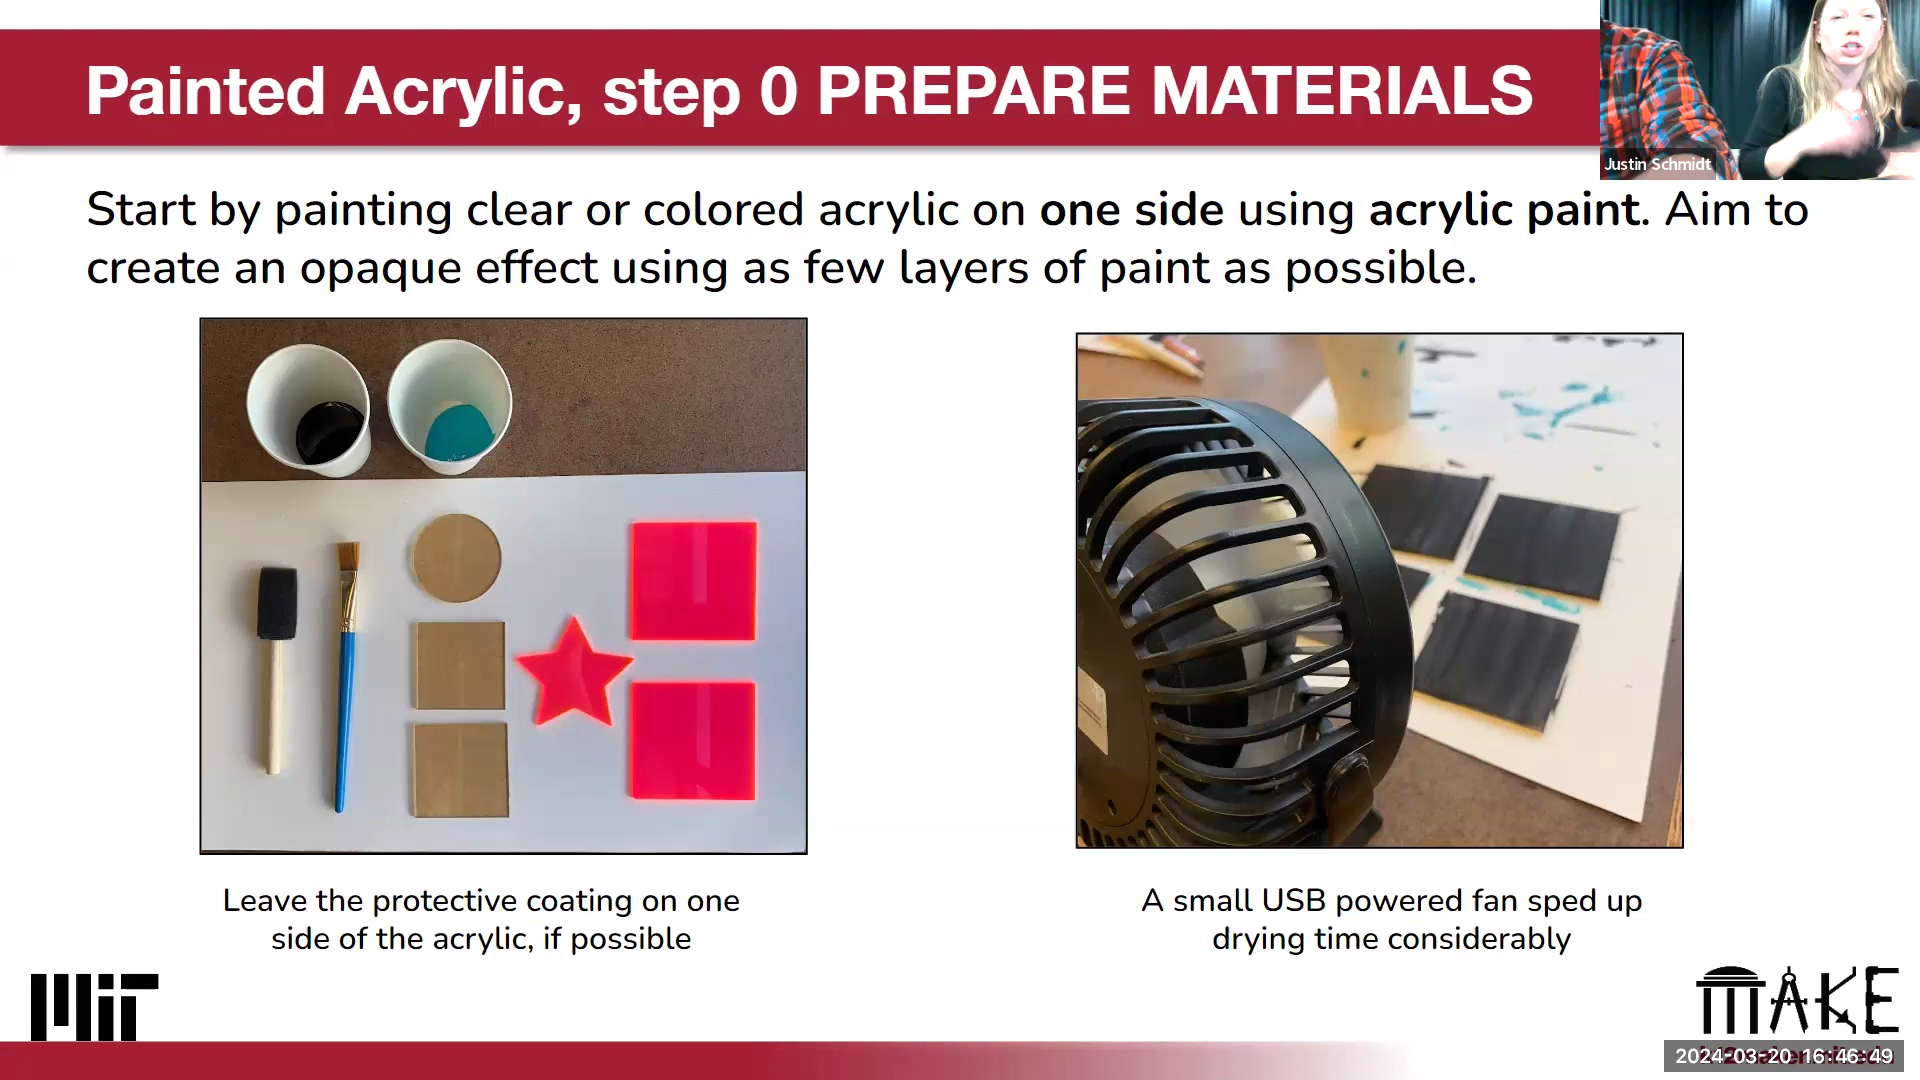 Painted Acrylic, step 0 PREPARE MATERIALS
Justin Schmidt
Start by painting clear or colored acrylic on one side using acrylic paint. Aim to
create an opaque effect using as few layers of paint as possible.
Leave the protective coating on one
side of the acrylic, if possible
A small USB powered fan sped up
drying time considerably
MIT
MAKE
2024-03-20 16:46:49